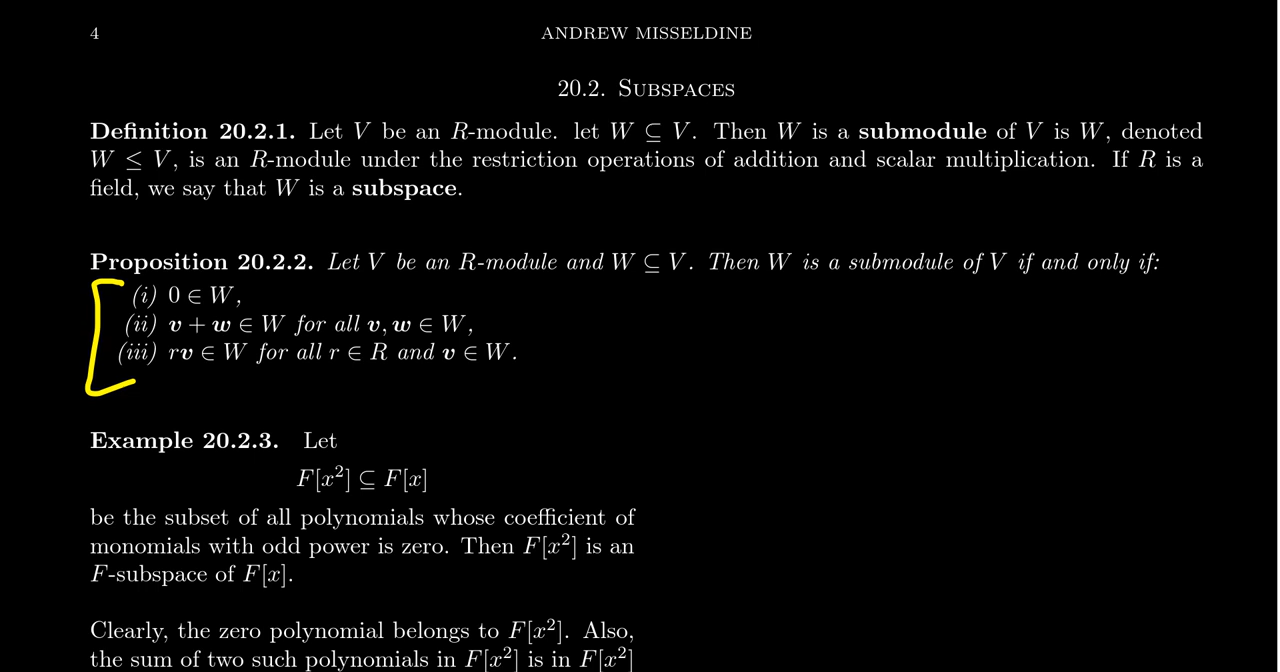 4
ANDREW MISSELDINE
20.2. SUBSPACES
Definition 20.2.1. Let V be an R-module. let W ⊆ V. Then W is a submodule of V is W, denoted
W ≤ V, is an R-module under the restriction operations of addition and scalar multiplication. If R is a
field, we say that W is a subspace.
Proposition 20.2.2. Let V be an R-module and W ⊆ V. Then W is a submodule of V if and only if:
(i) 0 ∈ W,
(ii) v + w ∈ W for all v, w ∈ W,
(iii) rv ∈ W for all r ∈ R and v ∈ W.
Example 20.2.3. Let
F[x²] ⊆ F[x]
be the subset of all polynomials whose coefficient of
monomials with odd power is zero. Then F[x²] is an
F-subspace of F[x].
Clearly, the zero polynomial belongs to F[x²]. Also,
the sum of two such polynomials in F[x²] is in F[x²]